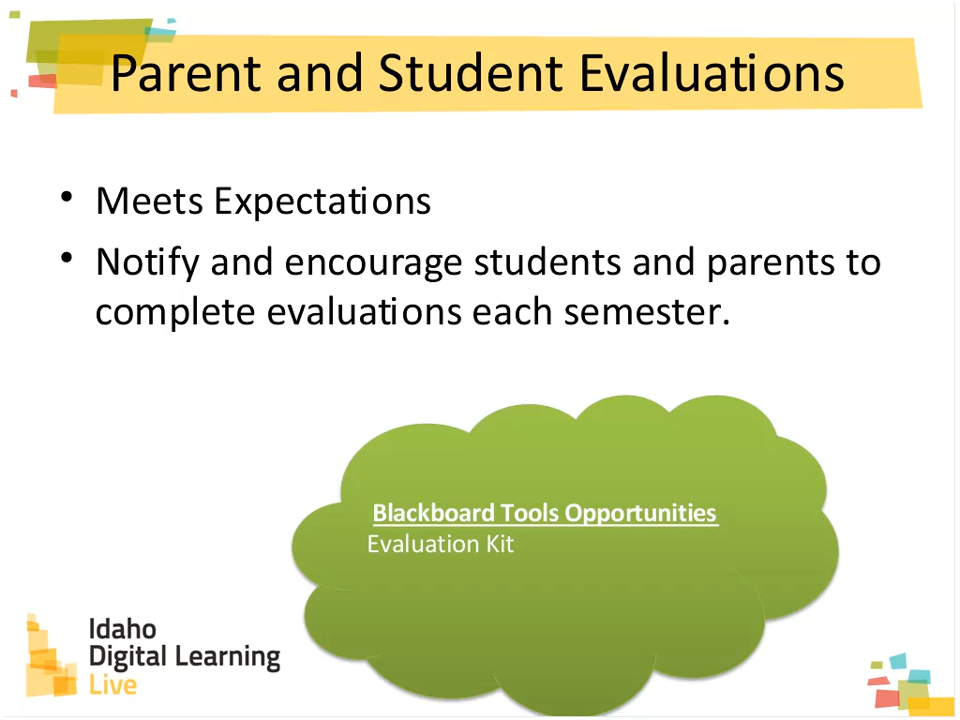 Parent and Student Evaluations
• Meets Expectations
• Notify and encourage students and parents to
complete evaluations each semester.
Blackboard Tools Opportunities
Evaluation Kit
Idaho
Digital Learning
Live